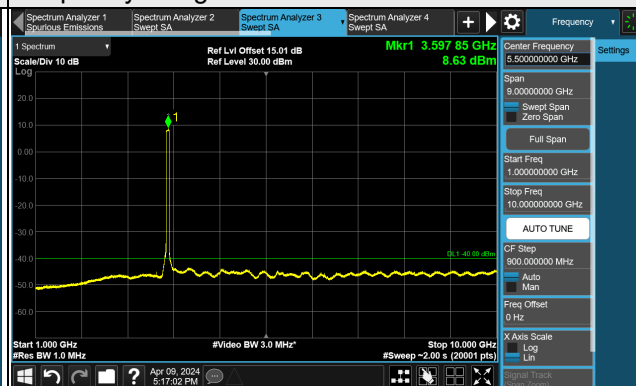 Spectrum Analyzer 1
Spurious Emissions
Spectrum Analyzer 2
Swept SA
Spectrum Analyzer 3
Swept SA
Spectrum Analyzer 4
Swept SA
Frequency
1 Spectrum
Scale/Div 10 dB
Ref Lvl Offset 15.01 dB
Ref Level 30.00 dBm
Mkr1 3.597 85 GHz
8.63 dBm
Log
20.0
10.0
0.00
-10.0
-20.0
-30.0
-40.0
-50.0
-60.0
1
DL1 -40.00 dBm
Start 1.000 GHz
#Res BW 1.0 MHz
#Video BW 3.0 MHz*
Stop 10.000 GHz
#Sweep ~2.00 s (20001 pts)
Center Frequency
5.500000000 GHz
Settings
Span
9.00000000 GHz
Swept Span
Zero Span
Full Span
Start Freq
1.000000000 GHz
Stop Freq
10.000000000 GHz
AUTO TUNE
CF Step
900.000000 MHz
Auto
Man
Freq Offset
0 Hz
X Axis Scale
Log
Lin
Signal Track
(Span Zoom)
Apr 09, 2024
5:17:02 PM